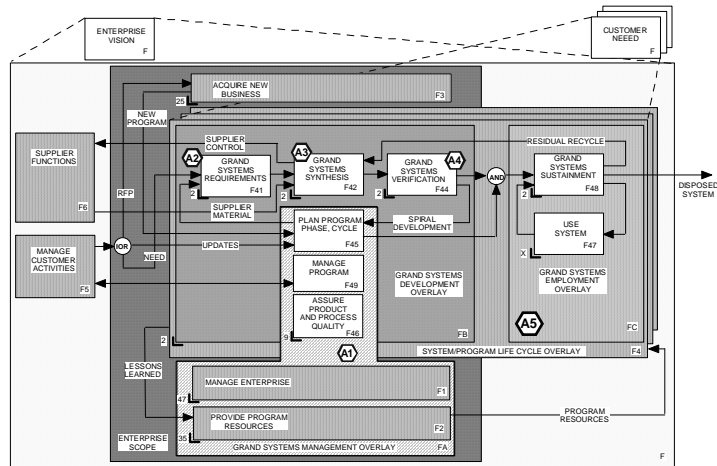 ENTERPRISE
VISION
F
CUSTOMER
NEEED
F
ACQUIRE NEW
BUSINESS
F3
25
NEW
PROGRAM
SUPPLIER
FUNCTIONS
F6
SUPPLIER
CONTROL
A2
GRAND
SYSTEMS
REQUIREMENTS
F41
2
A3
GRAND
SYSTEMS
SYNTHESIS
F42
2
A4
GRAND
SYSTEMS
VERIFICATION
F44
2
AND
RESIDUAL RECYCLE
GRAND
SYSTEMS
SUSTAINMENT
F48
2
DISPOSED
SYSTEM
RFP
SUPPLIER
MATERIAL
SPIRAL
DEVELOPMENT
PLAN PROGRAM
PHASE, CYCLE
F45
USE
SYSTEM
F47
X
MANAGE
CUSTOMER
ACTIVITIES
F5
IOR
UPDATES
NEED
MANAGE
PROGRAM
F49
GRAND SYSTEMS
DEVELOPMENT
OVERLAY
GRAND SYSTEMS
EMPLOYMENT
OVERLAY
ASSURE
PRODUCT
AND PROCESS
QUALITY
F46
9
FB
A5
FC
2
A1
SYSTEM/PROGRAM LIFE CYCLE OVERLAY
F4
LESSONS
LEARNED
MANAGE ENTERPRISE
F1
47
PROVIDE PROGRAM
RESOURCES
F2
35
PROGRAM
RESOURCES
ENTERPRISE
SCOPE
GRAND SYSTEMS MANAGEMENT OVERLAY
FA
F